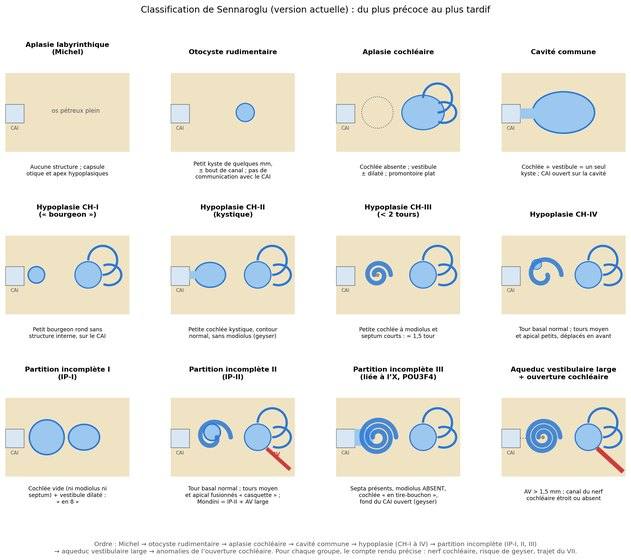 Classification de Sennaroglu (version actuelle) : du plus précoce au plus tardif
Aplasie labyrinthique
(Michel)
Otocyste rudimentaire
Aplasie cochléaire
Cavité commune
os pétreux plein
CAI
CAI
CAI
CAI
Aucune structure ; capsule
otique et apex hypoplasiques
Petit kyste de quelques mm,
± bout de canal ; pas de
communication avec le CAI
Cochlée absente ; vestibule
± dilaté ; promontoire plat
Cochlée + vestibule = un seul
kyste ; CAI ouvert sur la cavité
Hypoplasie CH-I
(« bourgeon »)
Hypoplasie CH-II
(kystique)
Hypoplasie CH-III
(< 2 tours)
Hypoplasie CH-IV
CAI
CAI
CAI
CAI
Petit bourgeon rond sans
structure interne, sur le CAI
Petite cochlée kystique, contour
normal, sans modiolus (geyser)
Petite cochlée à modiolus et
septum courts : ≈ 1,5 tour
Tour basal normal ; tours moyen
et apical petits, déplacés en avant
Partition incomplète I
(IP-I)
Partition incomplète II
(IP-II)
Partition incomplète III
(liée à l’X, POU3F4)
Aqueduc vestibulaire large
+ ouverture cochléaire
CAI
CAI
AV
CAI
CAI
Cochlée vide (ni modiolus ni
septum) + vestibule dilaté :
« en 8 »
Tour basal normal ; tours moyen
et apical fusionnés « casquette » ;
Mondini = IP-II + AV large
Septa présents, modiolus ABSENT,
cochlée « en tire-bouchon »,
fond du CAI ouvert (geyser)
AV > 1,5 mm ; canal du nerf
cochléaire étroit ou absent
Ordre : Michel → otocyste rudimentaire → aplasie cochléaire → cavité commune → hypoplasie (CH-I à IV) → partition incomplète (IP-I, II, III)
→ aqueduc vestibulaire large → anomalies de l’ouverture cochléaire. Pour chaque groupe, le compte rendu précise : nerf cochléaire, risque de geyser, trajet du VII.